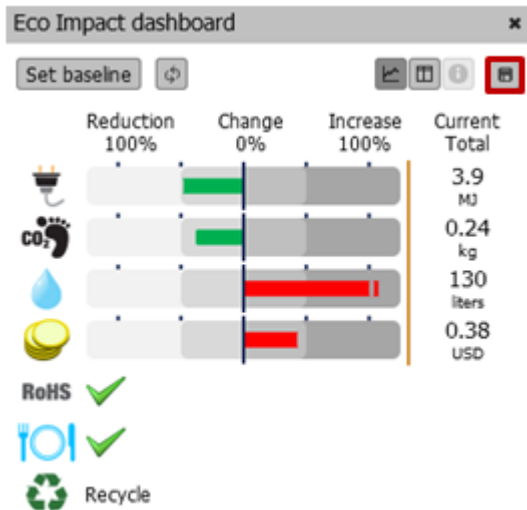 Eco Impact dashboard
Set baseline
Reduction Change Increase Current
100% 0% 100% Total
3.9
MJ
CO₂
0.24
kg
130
liters
0.38
USD
RoHS
Recycle